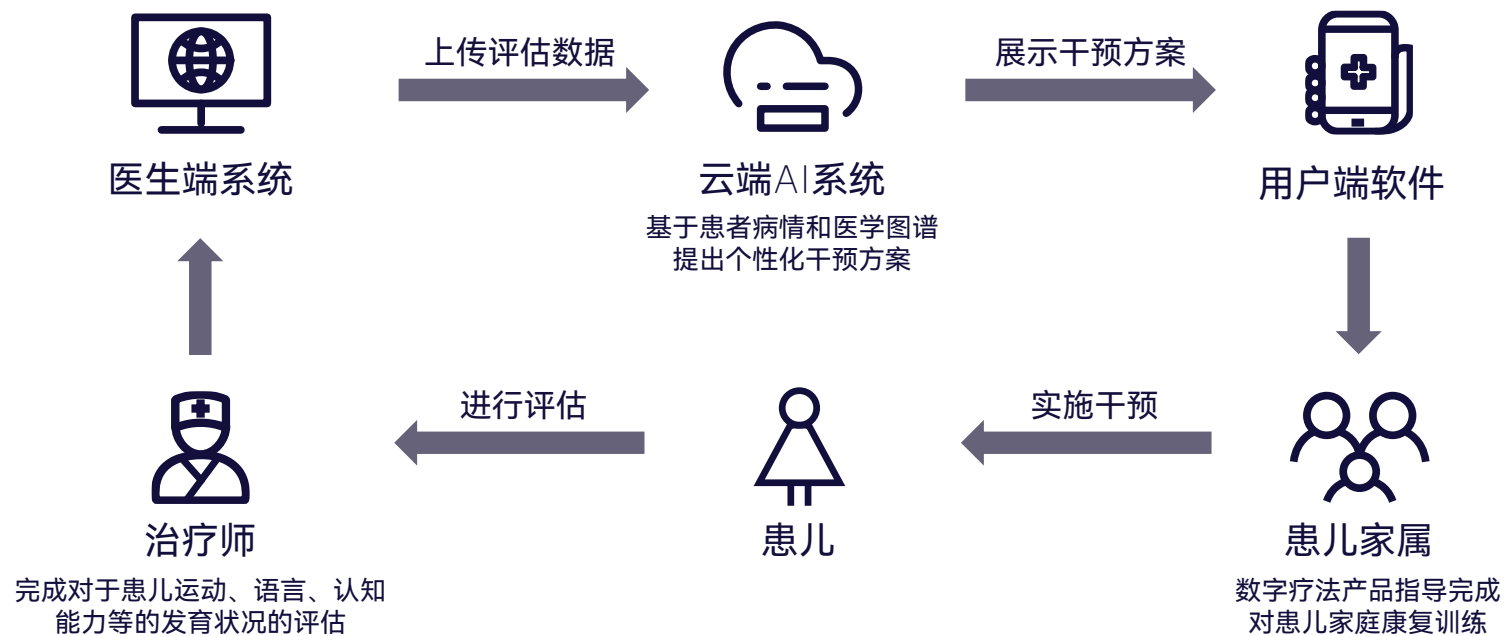 上传评估数据
展示干预方案
医生端系统
云端AI系统
用户端软件
基于患者病情和医学图谱
提出个性化干预方案
进行评估
实施干预
治疗师
患儿
患儿家属
完成对于患儿运动、语言、认知
能力等的发育状况的评估
数字疗法产品指导完成
对患儿家庭康复训练